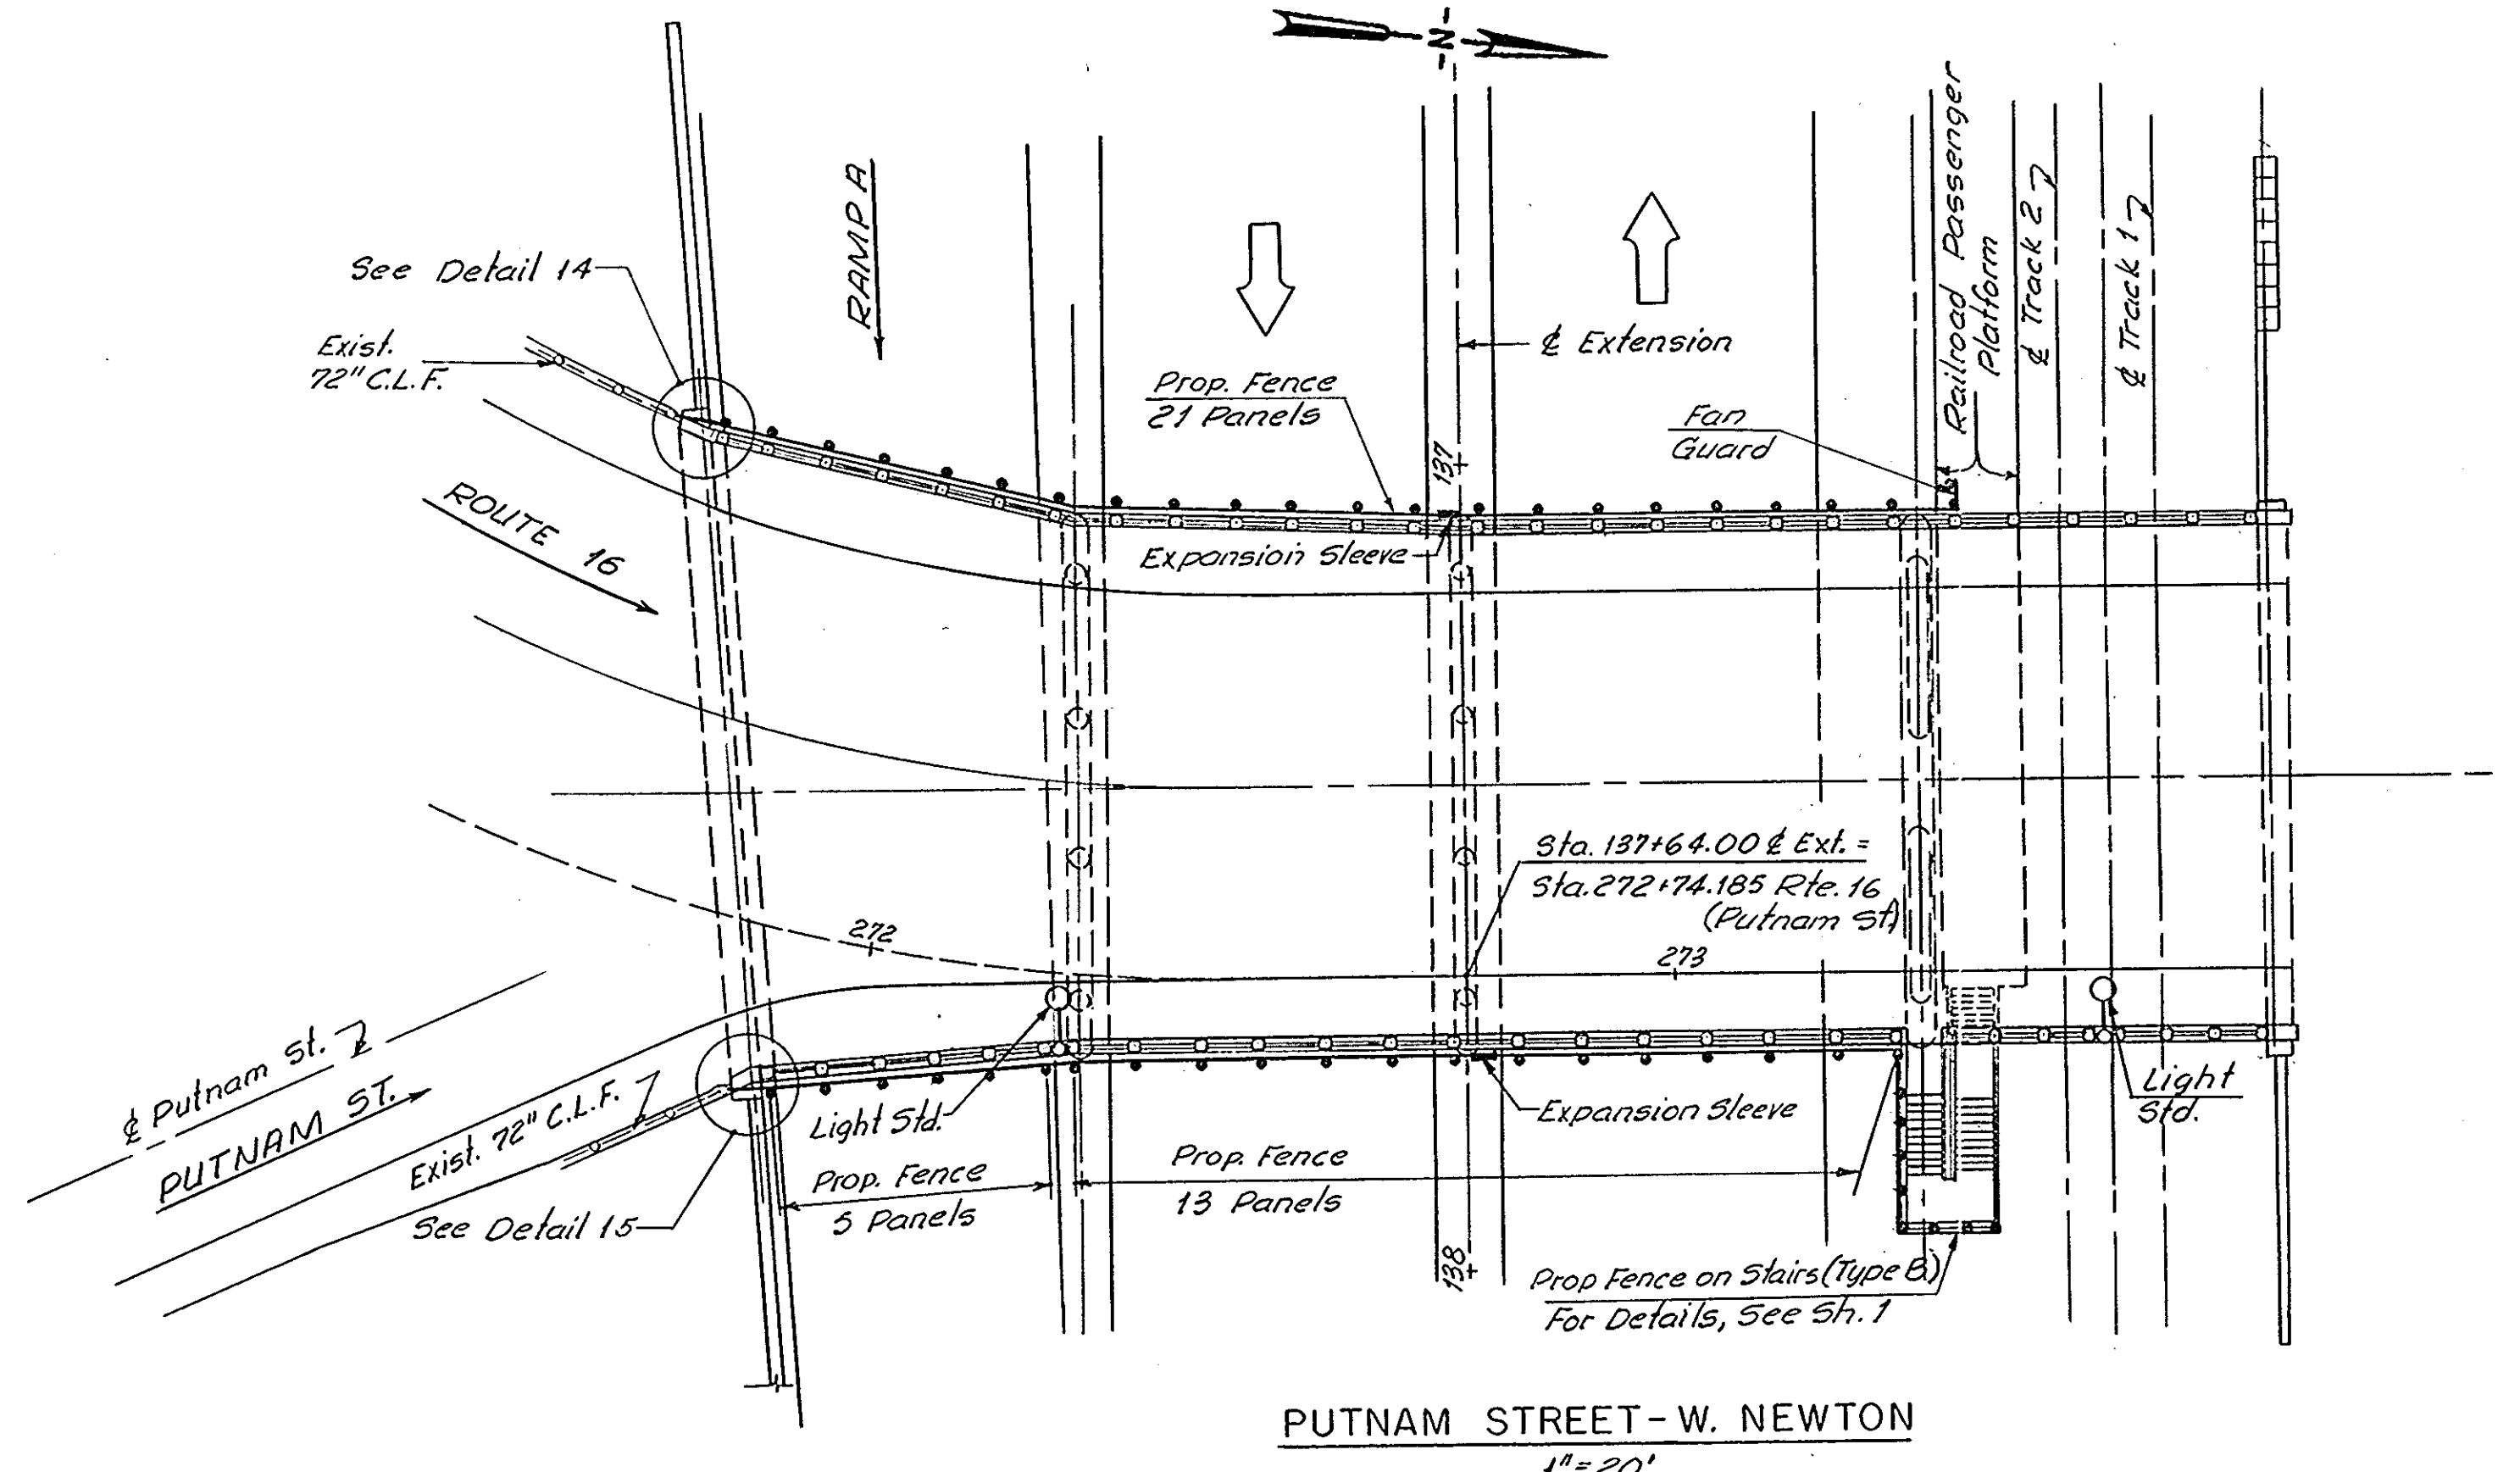 -N-
RAMP A
Railroad Passenger
Platform
℄ Track 2
℄ Track 1
See Detail 14
Exist.
72" C.L.F.
℄ Extension
Prop. Fence
21 Panels
Fan
Guard
137
ROUTE 16
Expansion Sleeve
Sta. 137+64.00 ℄ Ext. =
Sta. 272+74.185 Rte. 16
(Putnam St.)
272
273
℄ Putnam St.
PUTNAM ST.
Existi. 72" C.L.F.
Light Std.
Expansion Sleeve
Light
Std.
Prop. Fence
5 Panels
Prop. Fence
13 Panels
See Detail 15
138
Prop Fence on Stairs (Type B)
For Details, See Sh. 1
PUTNAM STREET - W. NEWTON
1" = 20'